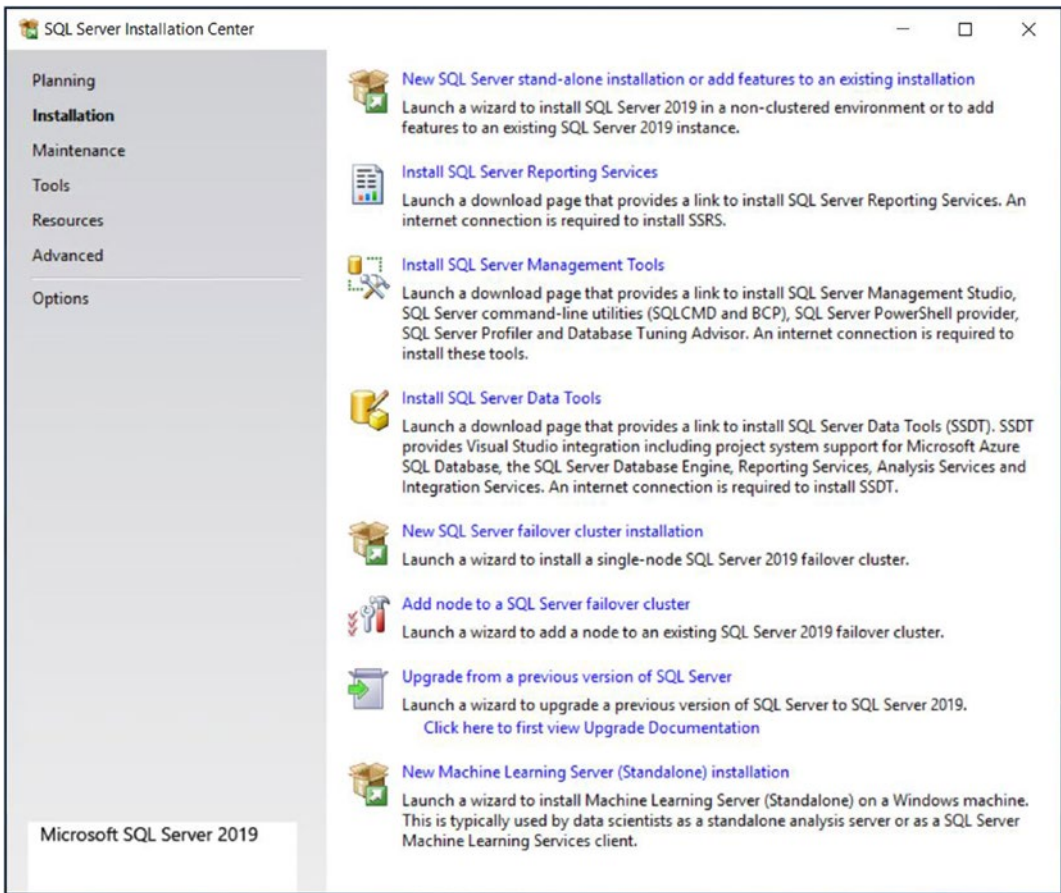 SQL Server Installation Center
Planning
Installation
Maintenance
Tools
Resources
Advanced
Options
Microsoft SQL Server 2019
New SQL Server stand-alone installation or add features to an existing installation
Launch a wizard to install SQL Server 2019 in a non-clustered environment or to add
features to an existing SQL Server 2019 instance.
Install SQL Server Reporting Services
Launch a download page that provides a link to install SQL Server Reporting Services. An
internet connection is required to install SSRS.
Install SQL Server Management Tools
Launch a download page that provides a link to install SQL Server Management Studio,
SQL Server command-line utilities (SQLCMD and BCP), SQL Server PowerShell provider,
SQL Server Profiler and Database Tuning Advisor. An internet connection is required to
install these tools.
Install SQL Server Data Tools
Launch a download page that provides a link to install SQL Server Data Tools (SSDT). SSDT
provides Visual Studio integration including project system support for Microsoft Azure
SQL Database, the SQL Server Database Engine, Reporting Services, Analysis Services and
Integration Services. An internet connection is required to install SSDT.
New SQL Server failover cluster installation
Launch a wizard to install a single-node SQL Server 2019 failover cluster.
Add node to a SQL Server failover cluster
Launch a wizard to add a node to an existing SQL Server 2019 failover cluster.
Upgrade from a previous version of SQL Server
Launch a wizard to upgrade a previous version of SQL Server to SQL Server 2019.
Click here to first view Upgrade Documentation
New Machine Learning Server (Standalone) installation
Launch a wizard to install Machine Learning Server (Standalone) on a Windows machine.
This is typically used by data scientists as a standalone analysis server or as a SQL Server
Machine Learning Services client.